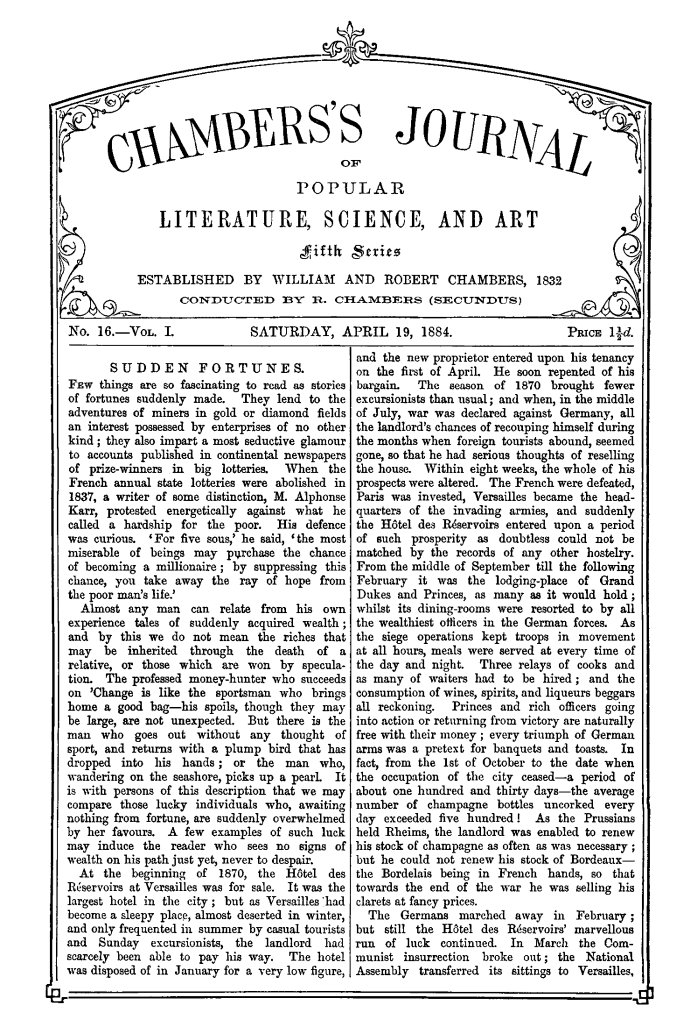 CHAMBERS'S JOURNAL
OF
POPULAR
LITERATURE, SCIENCE, AND ART
Fifth Series
ESTABLISHED BY WILLIAM AND ROBERT CHAMBERS, 1832
CONDUCTED BY R. CHAMBERS (SECUNDUS)
No. 16.—Vol. I.
SATURDAY, APRIL 19, 1884.
Price 1½d.
SUDDEN FORTUNES.
Few things are so fascinating to read as stories
of fortunes suddenly made. They lend to the
adventures of miners in gold or diamond fields
an interest possessed by enterprises of no other
kind; they also impart a most seductive glamour
to accounts published in continental newspapers
of prize-winners in big lotteries. When the
French annual state lotteries were abolished in
1837, a writer of some distinction, M. Alphonse
Karr, protested energetically against what he
called a hardship for the poor. His defence
was curious. ‘For five sous,’ he said, ‘the most
miserable of beings may purchase the chance
of becoming a millionaire; by suppressing this
chance, you take away the ray of hope from
the poor man's life.’
Almost any man can relate from his own
experience tales of suddenly acquired wealth;
and by this we do not mean the riches that
may be inherited through the death of a
relative, or those which are won by specula-
tion. The professed money-hunter who succeeds
on 'Change is like the sportsman who brings
home a good bag—his spoils, though they may
be large, are not unexpected. But there is the
man who goes out without any thought of
sport, and returns with a plump bird that has
dropped into his hands; or the man who,
wandering on the seashore, picks up a pearl. It
is with persons of this description that we may
compare those lucky individuals who, awaiting
nothing from fortune, are suddenly overwhelmed
by her favours. A few examples of such luck
may induce the reader who sees no signs of
wealth on his path just yet, never to despair.
At the beginning of 1870, the Hôtel des
Réservoirs at Versailles was for sale. It was the
largest hotel in the city; but as Versailles had
become a sleepy place, almost deserted in winter,
and only frequented in summer by casual tourists
and Sunday excursionists, the landlord had
scarcely been able to pay his way. The hotel
was disposed of in January for a very low figure,
and the new proprietor entered upon his tenancy
on the first of April. He soon repented of his
bargain. The season of 1870 brought fewer
excursionists than usual; and when, in the middle
of July, war was declared against Germany, all
the landlord's chances of recouping himself during
the months when foreign tourists abound, seemed
gone, so that he had serious thoughts of reselling
the house. Within eight weeks, the whole of his
prospects were altered. The French were defeated,
Paris was invested, Versailles became the head-
quarters of the invading armies, and suddenly
the Hôtel des Réservoirs entered upon a period
of such prosperity as doubtless could not be
matched by the records of any other hostelry.
From the middle of September till the following
February it was the lodging-place of Grand
Dukes and Princes, as many as it would hold;
whilst its dining-rooms were resorted to by all
the wealthiest officers in the German forces. As
the siege operations kept troops in movement
at all hours, meals were served at every time of
the day and night. Three relays of cooks and
as many of waiters had to be hired; and the
consumption of wines, spirits, and liqueurs beggars
all reckoning. Princes and rich officers going
into action or returning from victory are naturally
free with their money; every triumph of German
arms was a pretext for banquets and toasts. In
fact, from the 1st of October to the date when
the occupation of the city ceased—a period of
about one hundred and thirty days—the average
number of champagne bottles uncorked every
day exceeded five hundred! As the Prussians
held Rheims, the landlord was enabled to renew
his stock of champagne as often as was necessary;
but he could not renew his stock of Bordeaux—
the Bordelais being in French hands, so that
towards the end of the war he was selling his
clarets at fancy prices.
The Germans marched away in February;
but still the Hôtel des Réservoirs' marvellous
run of luck continued. In March the Com-
munist insurrection broke out; the National
Assembly transferred its sittings to Versailles,